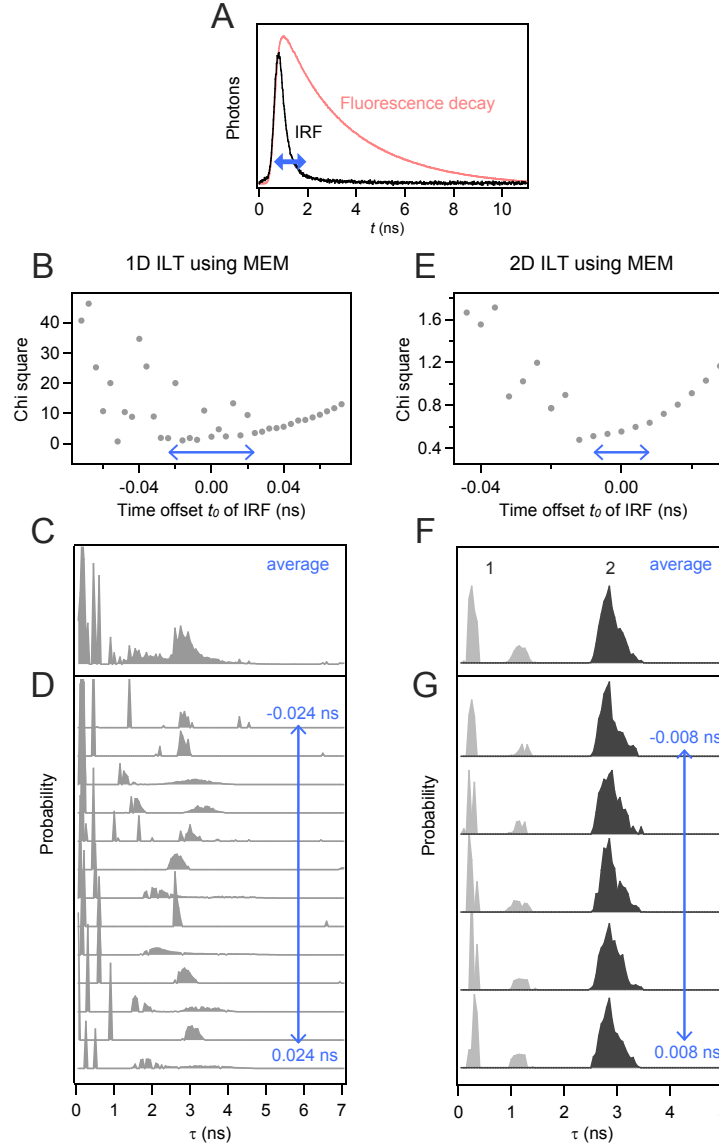 A
Photons
Fluorescence decay
IRF
0 2 4 6 8 10
t (ns)
B 1D ILT using MEM
Chi square
40
30
20
10
0
-0.04 0.00 0.04
Time offset t0 of IRF (ns)
E 2D ILT using MEM
Chi square
1.6
1.2
0.8
0.4
-0.04 0.00
Time offset t0 of IRF (ns)
C
average
D
-0.024 ns
0.024 ns
Probability
0 1 2 3 4 5 6 7
τ (ns)
F
1 2 average
G
-0.008 ns
0.008 ns
Probability
0 1 2 3 4
τ (ns)